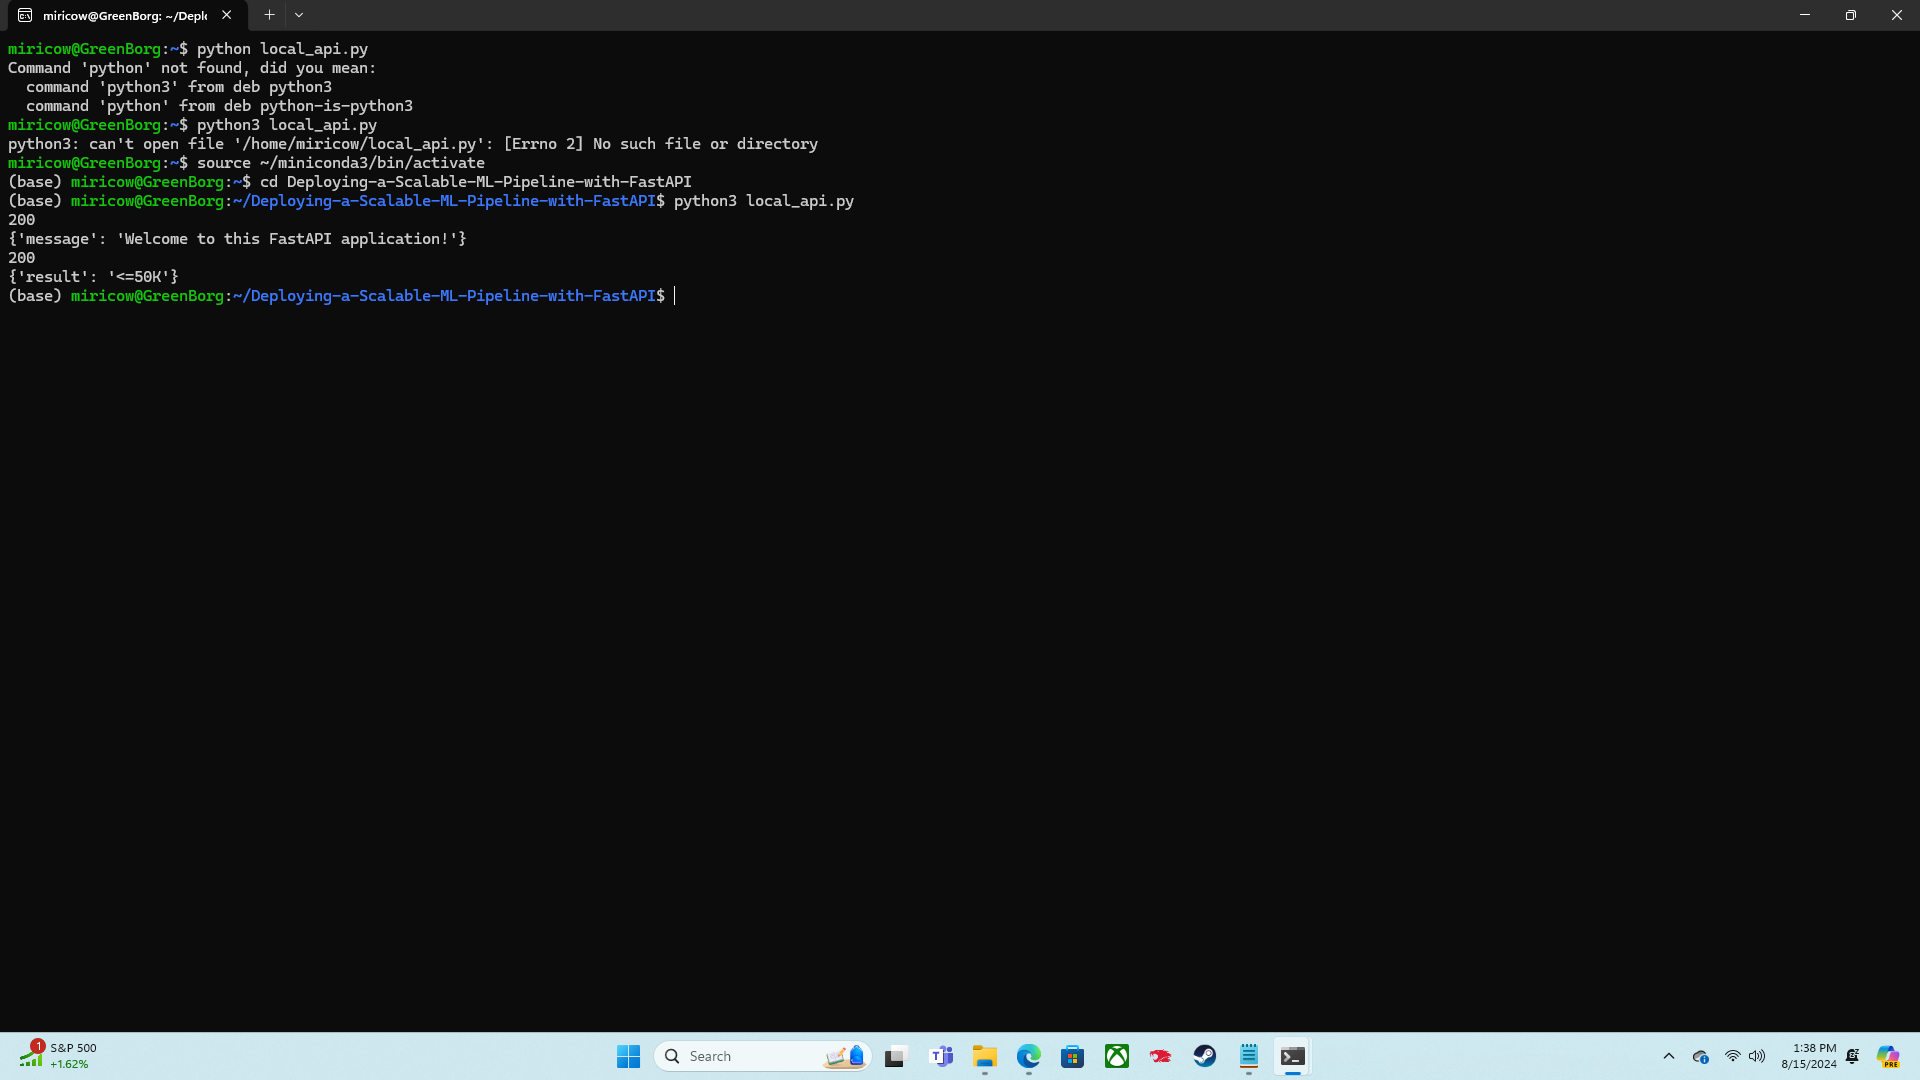 miricow@GreenBorg: ~/Depl
miricow@GreenBorg:~$ python local_api.py
Command 'python' not found, did you mean:
  command 'python3' from deb python3
  command 'python' from deb python-is-python3
miricow@GreenBorg:~$ python3 local_api.py
python3: can't open file '/home/miricow/local_api.py': [Errno 2] No such file or directory
miricow@GreenBorg:~$ source ~/miniconda3/bin/activate
(base) miricow@GreenBorg:~$ cd Deploying-a-Scalable-ML-Pipeline-with-FastAPI
(base) miricow@GreenBorg:~/Deploying-a-Scalable-ML-Pipeline-with-FastAPI$ python3 local_api.py
200
{'message': 'Welcome to this FastAPI application!'}
200
{'result': '<=50K'}
(base) miricow@GreenBorg:~/Deploying-a-Scalable-ML-Pipeline-with-FastAPI$
1
S&P 500
+1.62%
Search
1:38 PM
8/15/2024
PRE